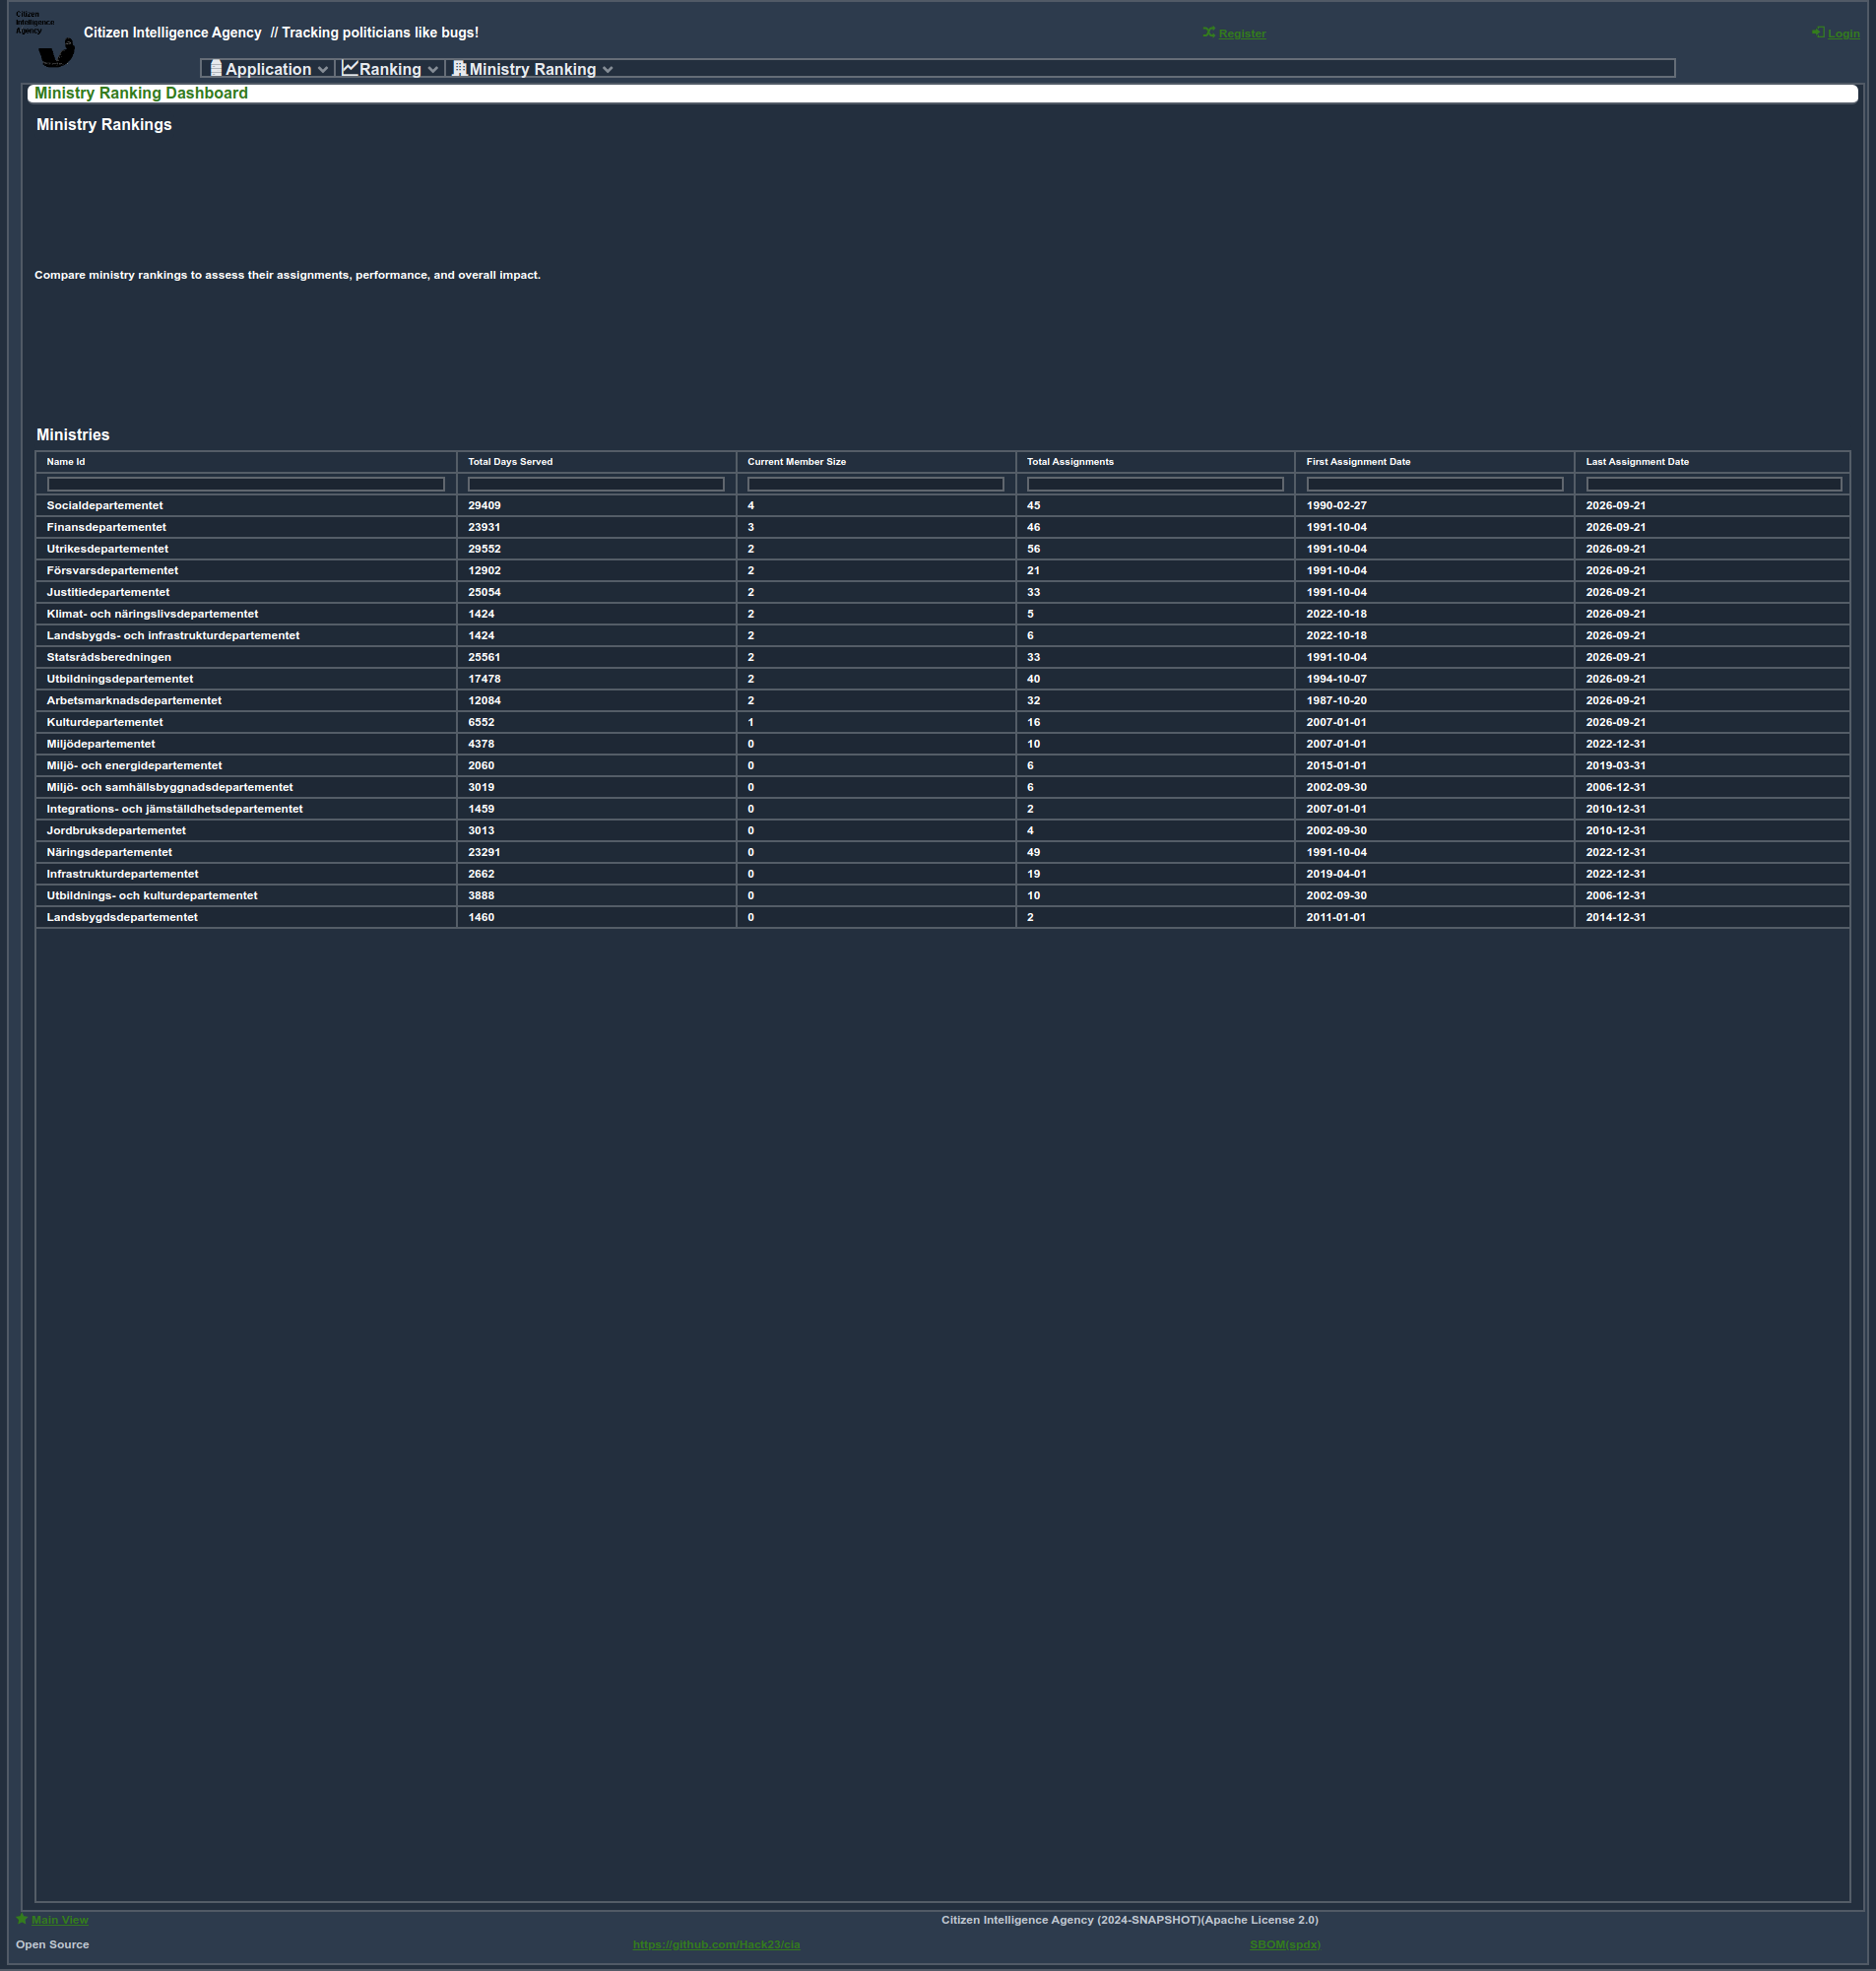 Citizen
Intelligence
Agency
Citizen Intelligence Agency // Tracking politicians like bugs!
Register
Login
Application Ranking Ministry Ranking
Ministry Ranking Dashboard
Ministry Rankings
Compare ministry rankings to assess their assignments, performance, and overall impact.
Ministries
Name Id Total Days Served Current Member Size Total Assignments First Assignment Date Last Assignment Date
Socialdepartementet 29409 4 45 1990-02-27 2026-09-21
Finansdepartementet 23931 3 46 1991-10-04 2026-09-21
Utrikesdepartementet 29552 2 56 1991-10-04 2026-09-21
Försvarsdepartementet 12902 2 21 1991-10-04 2026-09-21
Justitiedepartementet 25054 2 33 1991-10-04 2026-09-21
Klimat- och näringslivsdepartementet 1424 2 5 2022-10-18 2026-09-21
Landsbygds- och infrastrukturdepartementet 1424 2 6 2022-10-18 2026-09-21
Statsrådsberedningen 25561 2 33 1991-10-04 2026-09-21
Utbildningsdepartementet 17478 2 40 1994-10-07 2026-09-21
Arbetsmarknadsdepartementet 12084 2 32 1987-10-20 2026-09-21
Kulturdepartementet 6552 1 16 2007-01-01 2026-09-21
Miljödepartementet 4378 0 10 2007-01-01 2022-12-31
Miljö- och energidepartementet 2060 0 6 2015-01-01 2019-03-31
Miljö- och samhällsbyggnadsdepartementet 3019 0 6 2002-09-30 2006-12-31
Integrations- och jämställdhetsdepartementet 1459 0 2 2007-01-01 2010-12-31
Jordbruksdepartementet 3013 0 4 2002-09-30 2010-12-31
Näringsdepartementet 23291 0 49 1991-10-04 2022-12-31
Infrastrukturdepartementet 2662 0 19 2019-04-01 2022-12-31
Utbildnings- och kulturdepartementet 3888 0 10 2002-09-30 2006-12-31
Landsbygdsdepartementet 1460 0 2 2011-01-01 2014-12-31
Main View
Citizen Intelligence Agency (2024-SNAPSHOT)(Apache License 2.0)
Open Source
https://github.com/Hack23/cia
SBOM(spdx)